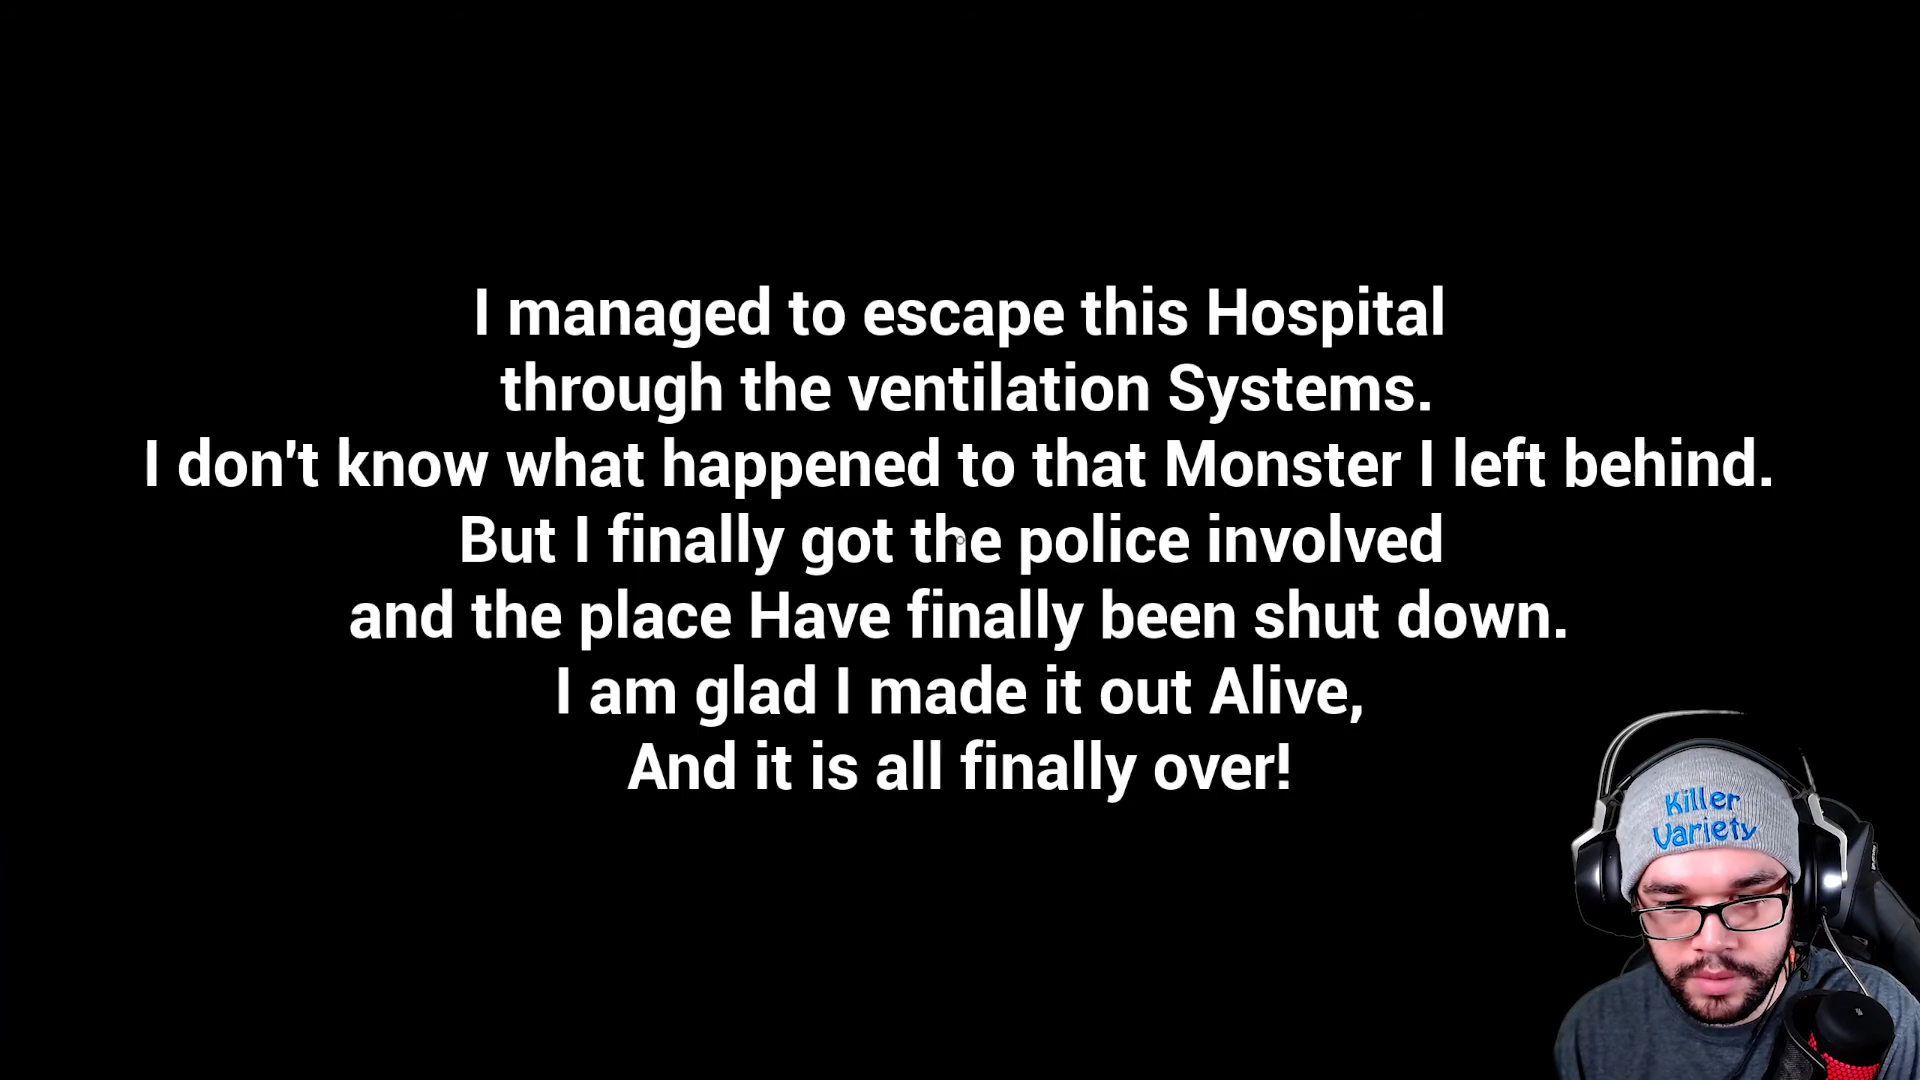 I managed to escape this Hospital
through the ventilation Systems.
I don't know what happened to that Monster I left behind.
But I finally got the police involved
and the place Have finally been shut down.
I am glad I made it out Alive,
And it is all finally over!
Killer
Variety